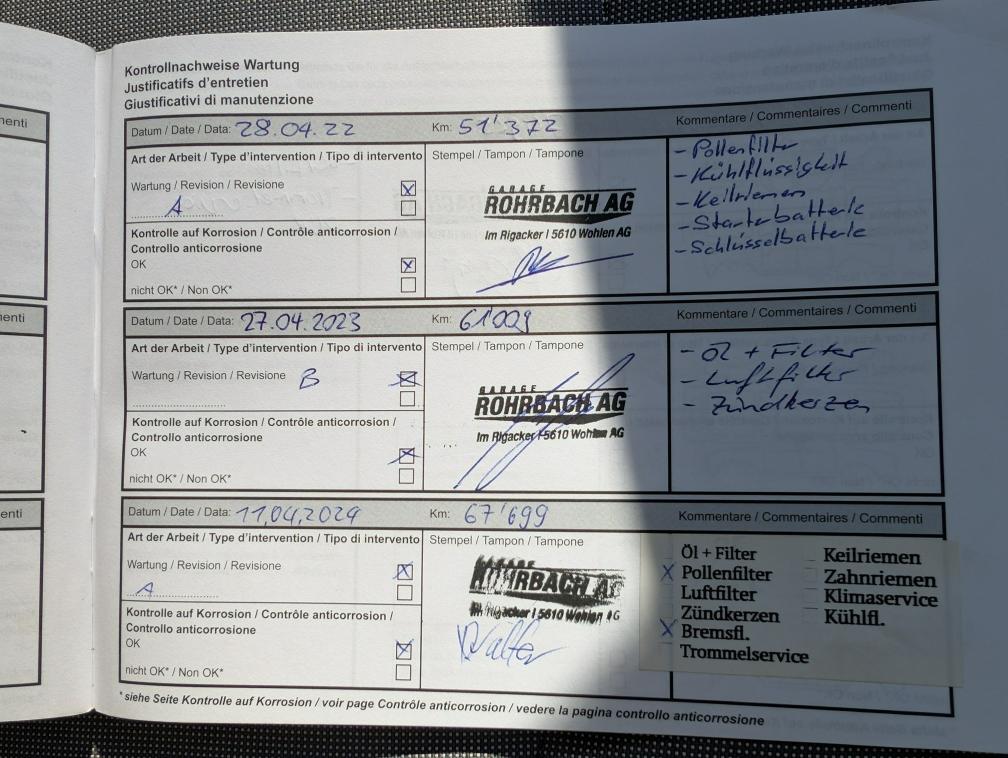 Kontrollnachweise Wartung
Justificatifs d'entretien
Giustificativi di manutenzione
menti
Datum / Date / Data: 28.04.22 Km: 51'372 Kommentare / Commentaires / Commenti
Art der Arbeit / Type d'intervention / Tipo di intervento
Stempel / Tampon / Tampone
Wartung / Revision / Revisione
A
Kontrolle auf Korrosion / Contrôle anticorrosion /
Controllo anticorrosione
OK
nicht OK* / Non OK*
GARAGE
ROHRBACH AG
Im Rigacker | 5610 Wohlen AG
- Pollenfilter
- Kühlflüssigkeit
- Keilriemen
- Starterbatterie
- Schlüsselbatterie
menti
Datum / Date / Data: 27.04.2023 Km: 61'009 Kommentare / Commentaires / Commenti
Art der Arbeit / Type d'intervention / Tipo di intervento
Stempel / Tampon / Tampone
Wartung / Revision / Revisione B
Kontrolle auf Korrosion / Contrôle anticorrosion /
Controllo anticorrosione
OK
nicht OK* / Non OK*
GARAGE
ROHRBACH AG
Im Rigacker | 5610 Wohlen AG
- Öl + Filter
- Luftfilter
- Zündkerzen
enti
Datum / Date / Data: 11,04,2024 Km: 67'699 Kommentare / Commentaires / Commenti
Art der Arbeit / Type d'intervention / Tipo di intervento
Stempel / Tampon / Tampone
Wartung / Revision / Revisione
A
Kontrolle auf Korrosion / Contrôle anticorrosion /
Controllo anticorrosione
OK
nicht OK* / Non OK*
GARAGE
ROHRBACH AG
Im Rigacker | 5610 Wohlen AG
Walter
Öl + Filter
X Pollenfilter
Luftfilter
Zündkerzen
X Bremsfl.
Trommelservice
Keilriemen
Zahnriemen
Klimaservice
Kühlfl.
* siehe Seite Kontrolle auf Korrosion / voir page Contrôle anticorrosion / vedere la pagina controllo anticorrosione